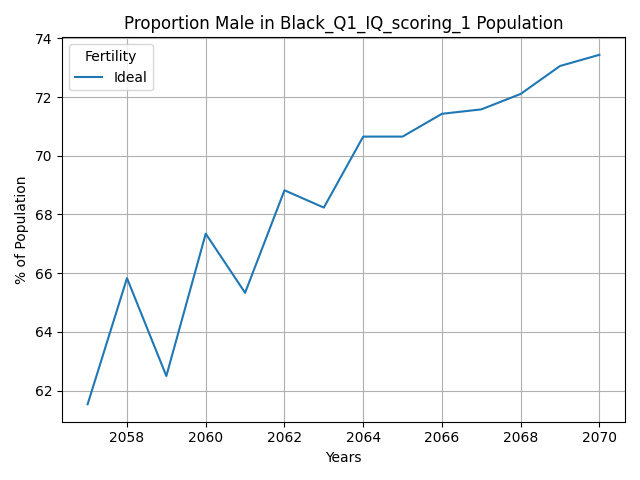 Proportion Male in Black_Q1_IQ_scoring_1 Population
Fertility
Ideal
% of Population
74
72
70
68
66
64
62
2058 2060 2062 2064 2066 2068 2070
Years